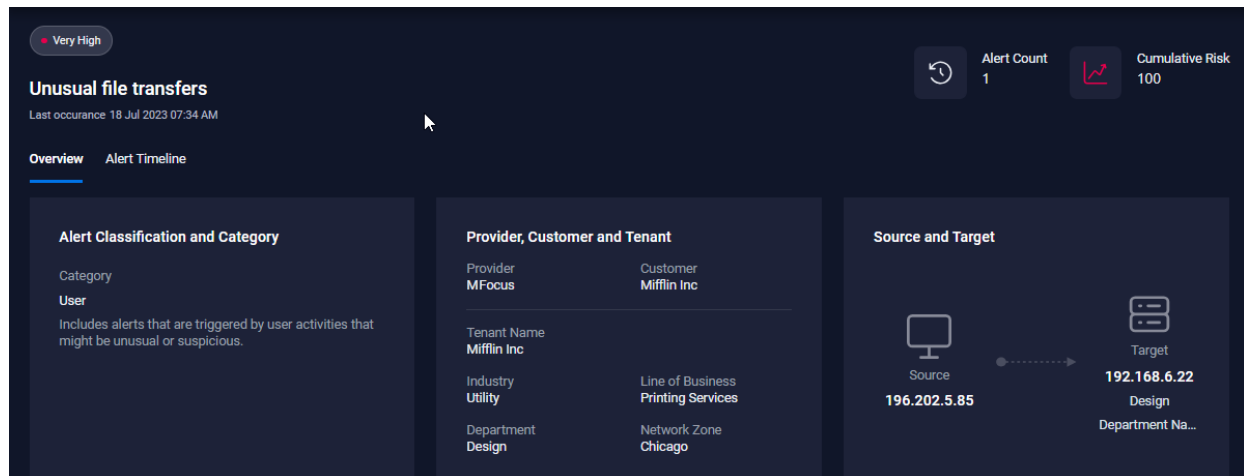 Very High
Unusual file transfers
Last occurance 18 Jul 2023 07:34 AM
Alert Count
1
Cumulative Risk
100
Overview
Alert Timeline
Alert Classification and Category
Category
User
Includes alerts that are triggered by user activities that
might be unusual or suspicious.
Provider, Customer and Tenant
Provider
MFocus
Customer
Mifflin Inc
Tenant Name
Mifflin Inc
Industry
Utility
Line of Business
Printing Services
Department
Design
Network Zone
Chicago
Source and Target
Source
196.202.5.85
Target
192.168.6.22
Design
Department Na...